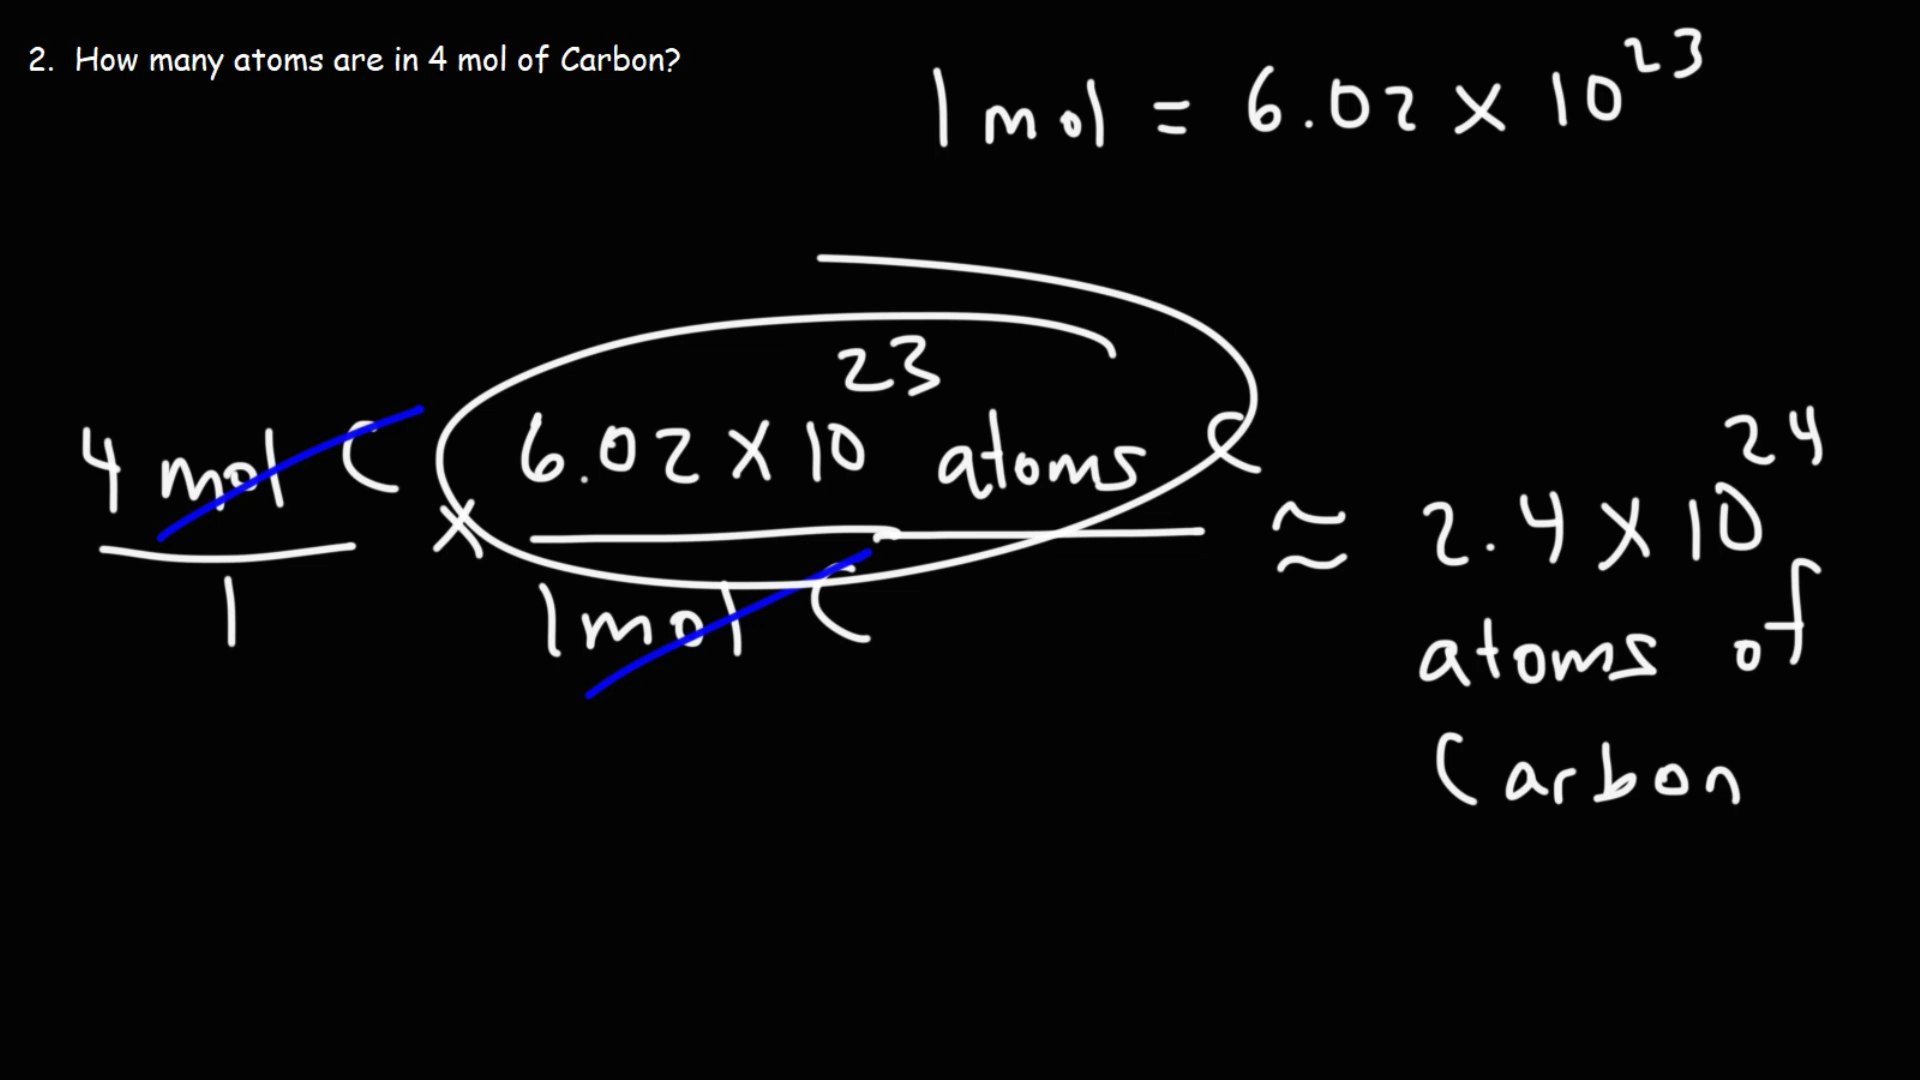 2. How many atoms are in 4 mol of Carbon?
1 mol = 6.02 x 10^23
4 mol C x 6.02 x 10^23 atoms C ≈ 2.4 x 10^24
1 1 mol C atoms of
Carbon